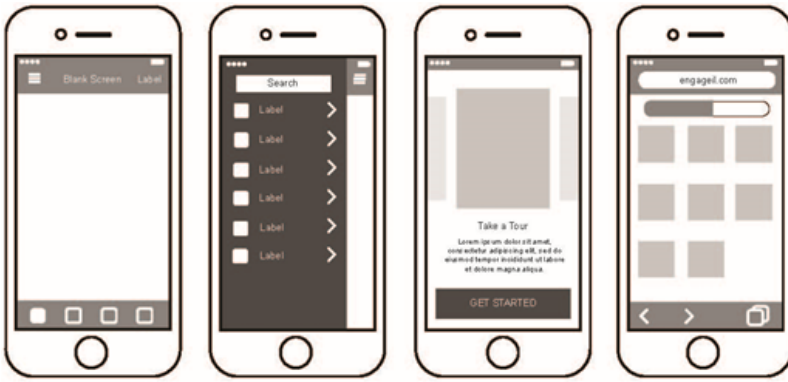 Blank Screen Label
Search
Label
Label
Label
Label
Label
Label
Take a Tour
Lorem ipsum dolor sit amet,
consectetur adipiscing elit, sed do
eiusmod tempor incididunt ut labore
et dolore magna aliqua.
GET STARTED
engageil.com